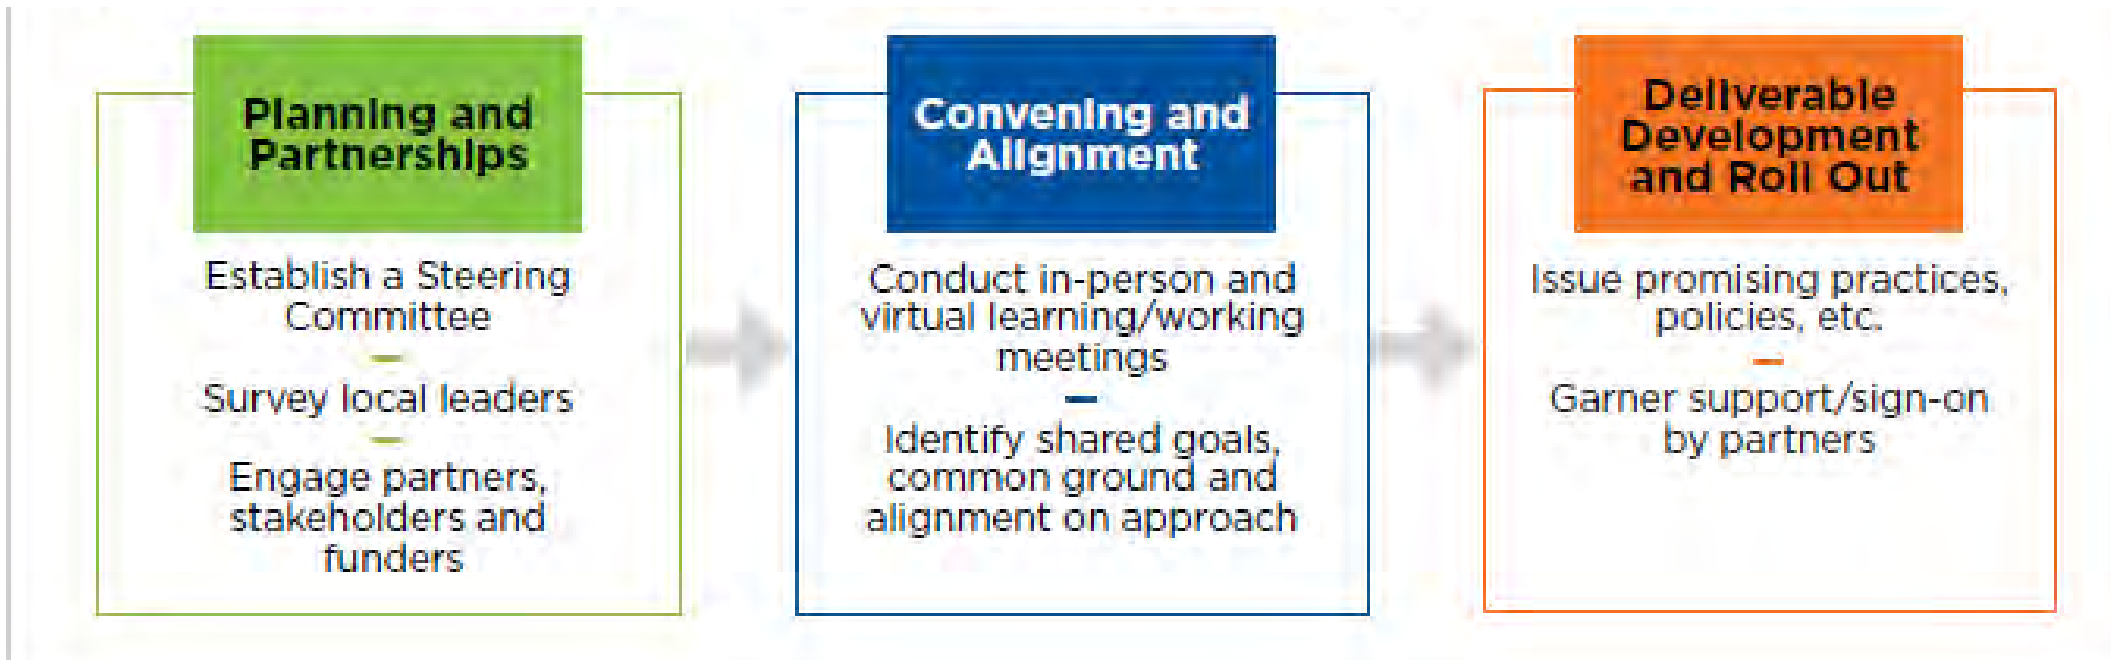 Planning and
Partnerships
Establish a Steering
Committee
Survey local leaders
Engage partners,
stakeholders and
funders
Convening and
Alignment
Conduct in-person and
virtual learning/working
meetings
Identify shared goals,
common ground and
alignment on approach
Deliverable
Development
and Roll Out
Issue promising practices,
policies, etc.
Garner support/sign-on
by partners